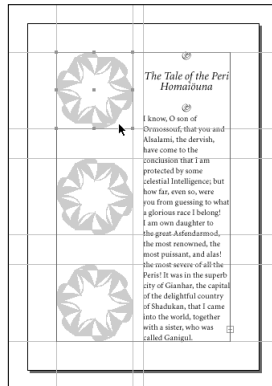 The Tale of the Peri
Homaïouna
I know, O son of
Ormossouf, that you and
Alsalami, the dervish,
have come to the
conclusion that I am
protected by some
celestial Intelligence; but
how far, even so, were
you from guessing to what
a glorious race I belong!
I am own daughter to
the great Asfendarmod,
the most renowned, the
most puissant, and alas!
the most severe of all the
Peris! It was in the superb
city of Gianhar, the capital
of the delightful country
of Shadukan, that I came
into the world, together
with a sister, who was
called Ganigul.